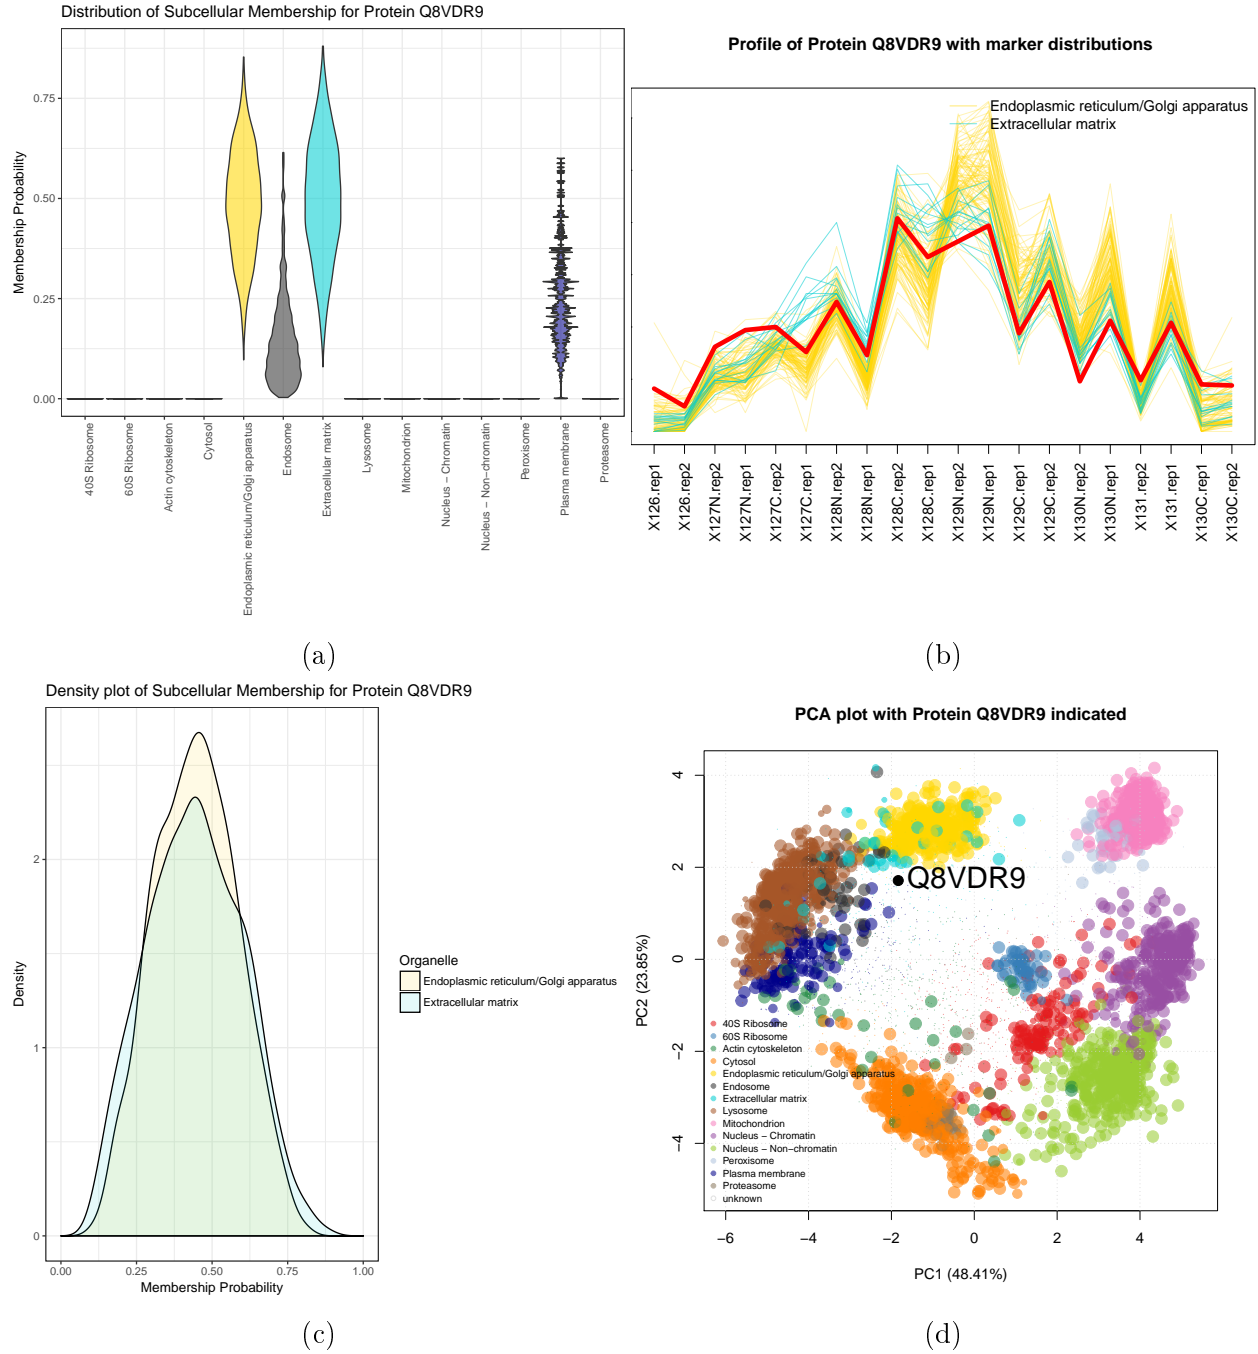 Distribution of Subcellular Membership for Protein Q8VDR9
Membership Probability
0.75
0.50
0.25
0.00
40S Ribosome
60S Ribosome
Actin cytoskeleton
Cytosol
Endoplasmic reticulum/Golgi apparatus
Endosome
Extracellular matrix
Lysosome
Mitochondrion
Nucleus − Chromatin
Nucleus − Non−chromatin
Peroxisome
Plasma membrane
Proteasome
(a)
Profile of Protein Q8VDR9 with marker distributions
Endoplasmic reticulum/Golgi apparatus
Extracellular matrix
X126.rep1
X126.rep2
X127N.rep2
X127N.rep1
X127C.rep2
X127C.rep1
X128N.rep2
X128N.rep1
X128C.rep2
X128C.rep1
X129N.rep2
X129N.rep1
X129C.rep1
X129C.rep2
X130N.rep2
X130N.rep1
X131.rep2
X131.rep1
X130C.rep1
X130C.rep2
(b)
Density plot of Subcellular Membership for Protein Q8VDR9
Density
2
1
0
0.00 0.25 0.50 0.75 1.00
Membership Probability
Organelle
Endoplasmic reticulum/Golgi apparatus
Extracellular matrix
(c)
PCA plot with Protein Q8VDR9 indicated
PC2 (23.85%)
4
2
0
−2
−4
Q8VDR9
40S Ribosome
60S Ribosome
Actin cytoskeleton
Cytosol
Endoplasmic reticulum/Golgi apparatus
Endosome
Extracellular matrix
Lysosome
Mitochondrion
Nucleus − Chromatin
Nucleus − Non−chromatin
Peroxisome
Plasma membrane
Proteasome
unknown
−6 −4 −2 0 2 4
PC1 (48.41%)
(d)